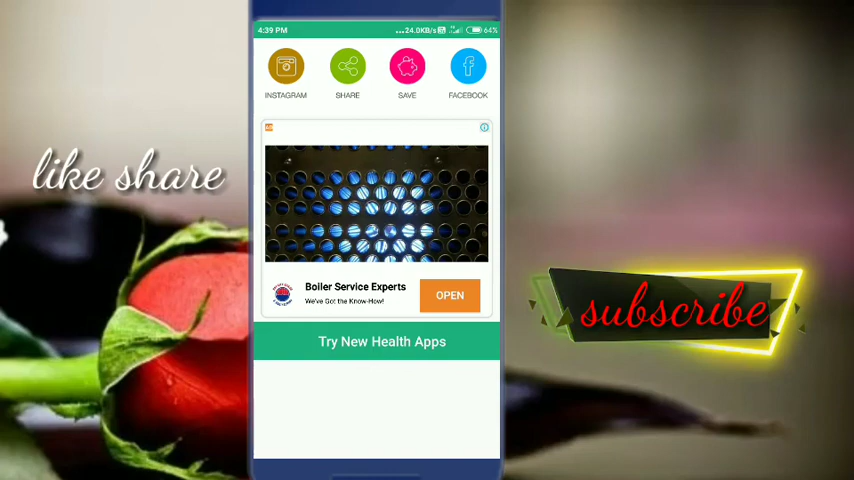 4:39 PM
...24.0KB/s
64%
INSTAGRAM
SHARE
SAVE
FACEBOOK
like share
Boiler Service Experts
We've Got the Know-How!
OPEN
subscribe
Try New Health Apps